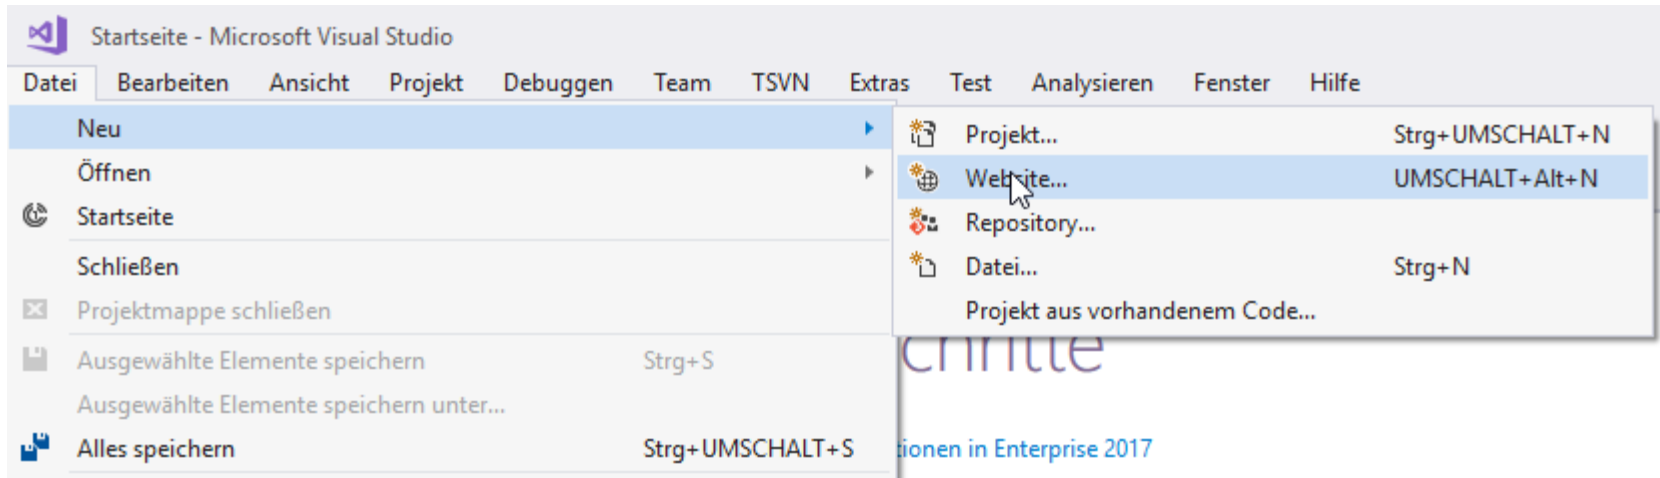 Startseite - Microsoft Visual Studio
Datei Bearbeiten Ansicht Projekt Debuggen Team TSVN Extras Test Analysieren Fenster Hilfe
Neu
Öffnen
Startseite
Schließen
Projektmappe schließen
Ausgewählte Elemente speichern Strg+S
Ausgewählte Elemente speichern unter...
Alles speichern Strg+UMSCHALT+S
Projekt... Strg+UMSCHALT+N
Website... UMSCHALT+Alt+N
Repository...
Datei... Strg+N
Projekt aus vorhandenem Code...
chritte
tionen in Enterprise 2017